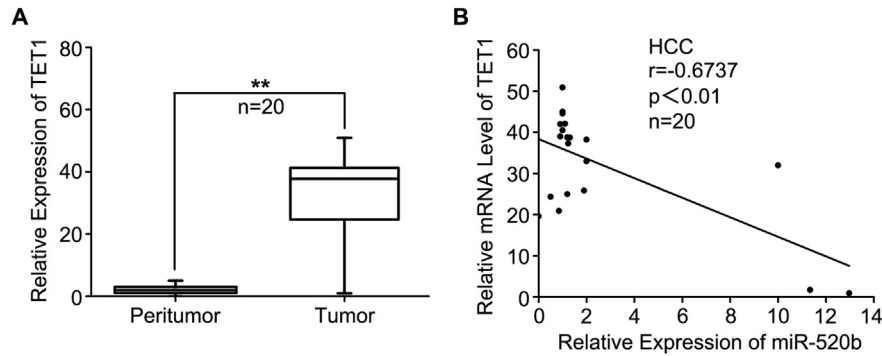 A
Relative Expression of TET1
80
60
40
20
0
**
n=20
Peritumor
Tumor
B
Relative mRNA Level of TET1
60
50
40
30
20
10
0
HCC
r=-0.6737
p<0.01
n=20
0 2 4 6 8 10 12 14
Relative Expression of miR-520b